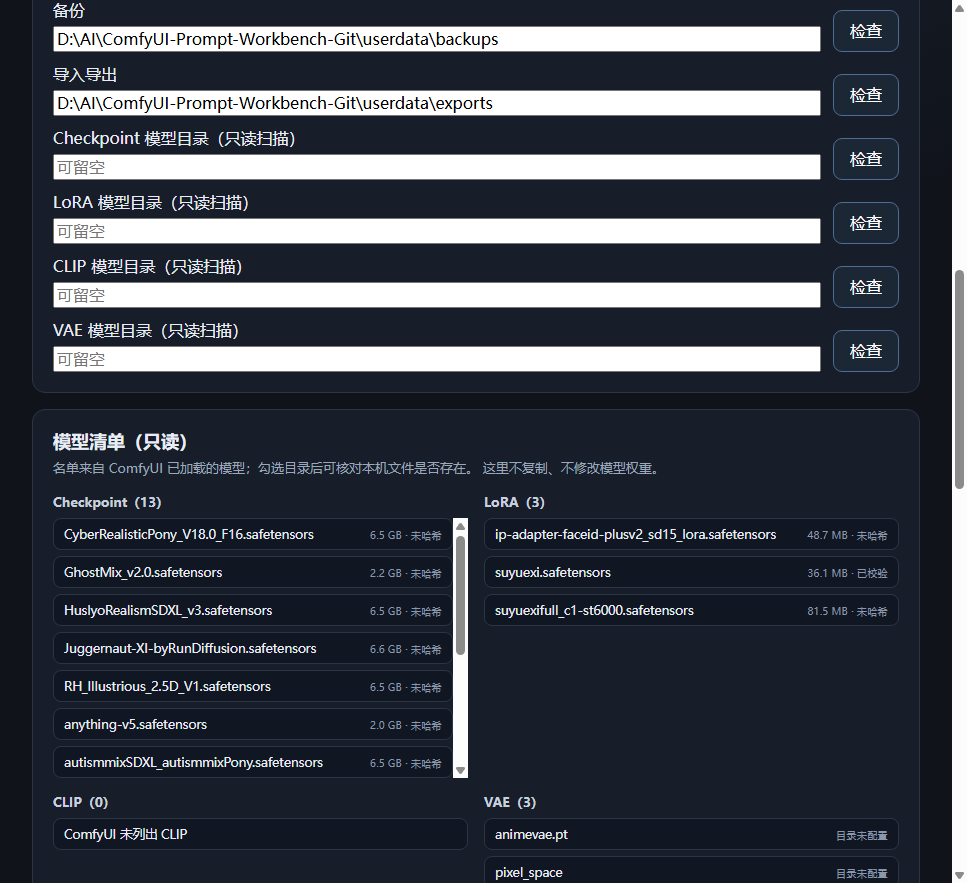 备份
D:\AI\ComfyUI-Prompt-Workbench-Git\userdata\backups
检查
导入导出
D:\AI\ComfyUI-Prompt-Workbench-Git\userdata\exports
检查
Checkpoint 模型目录（只读扫描）
可留空
检查
LoRA 模型目录（只读扫描）
可留空
检查
CLIP 模型目录（只读扫描）
可留空
检查
VAE 模型目录（只读扫描）
可留空
检查
模型清单（只读）
名单来自 ComfyUI 已加载的模型；勾选目录后可核对本机文件是否存在。 这里不复制、不修改模型权重。
Checkpoint（13）
CyberRealisticPony_V18.0_F16.safetensors 6.5 GB · 未哈希
GhostMix_v2.0.safetensors 2.2 GB · 未哈希
HuslyoRealismSDXL_v3.safetensors 6.5 GB · 未哈希
Juggernaut-XI-byRunDiffusion.safetensors 6.6 GB · 未哈希
RH_Illustrious_2.5D_V1.safetensors 6.5 GB · 未哈希
anything-v5.safetensors 2.0 GB · 未哈希
autismmixSDXL_autismmixPony.safetensors 6.5 GB · 未哈希
LoRA（3）
ip-adapter-faceid-plusv2_sd15_lora.safetensors 48.7 MB · 未哈希
suyuexi.safetensors 36.1 MB · 已校验
suyuexifull_c1-st6000.safetensors 81.5 MB · 未哈希
CLIP（0）
ComfyUI 未列出 CLIP
VAE（3）
animevae.pt 目录未配置
pixel_space 目录未配置